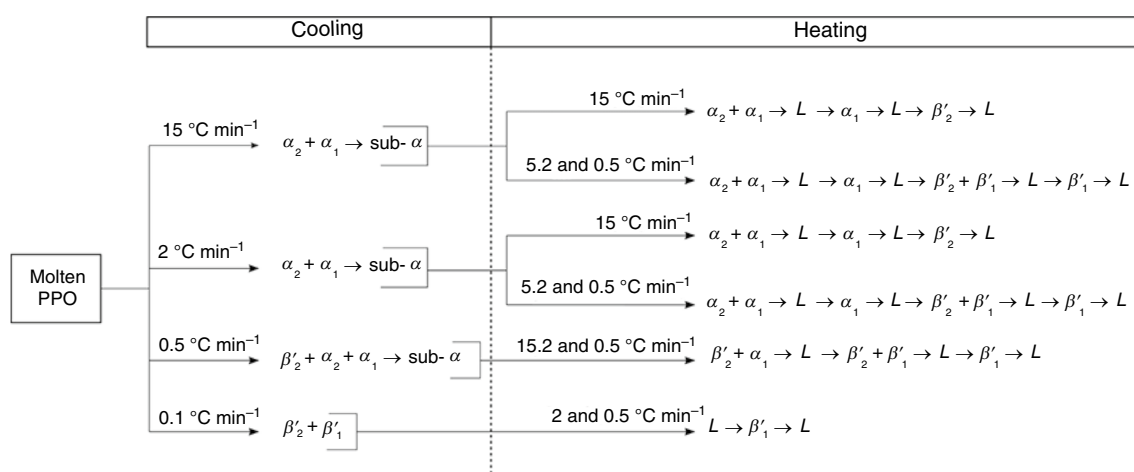 Cooling Heating
15 °C min⁻¹
α₂ + α₁ → L → α₁ → L → β′₂ → L
15 °C min⁻¹
α₂ + α₁ → sub- α
5.2 and 0.5 °C min⁻¹
α₂ + α₁ → L → α₁ → L → β′₂ + β′₁ → L → β′₁ → L
15 °C min⁻¹
α₂ + α₁ → L → α₁ → L → β′₂ → L
2 °C min⁻¹
α₂ + α₁ → sub- α
Molten
PPO
5.2 and 0.5 °C min⁻¹
α₂ + α₁ → L → α₁ → L → β′₂ + β′₁ → L → β′₁ → L
0.5 °C min⁻¹
β′₂ + α₂ + α₁ → sub- α
15.2 and 0.5 °C min⁻¹
β′₂ + α₁ → L → β′₂ + β′₁ → L → β′₁ → L
0.1 °C min⁻¹
β′₂ + β′₁
2 and 0.5 °C min⁻¹
L → β′₁ → L